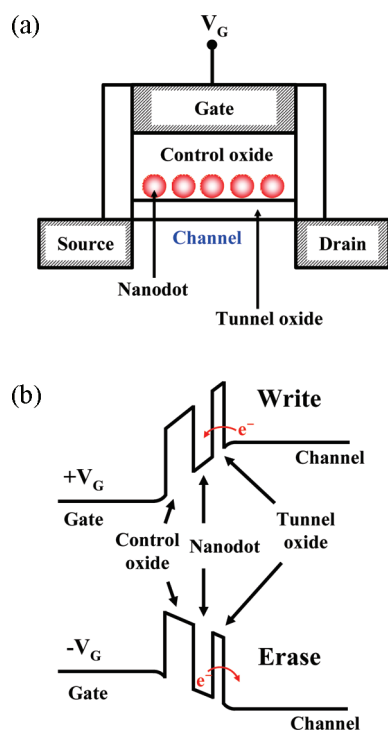 (a)
V_G
Gate
Control oxide
Source
Channel
Drain
Nanodot
Tunnel oxide
(b)
Write
e⁻
+V_G
Channel
Gate
Control
oxide
Nanodot
Tunnel
oxide
-V_G
e⁻
Erase
Gate
Channel